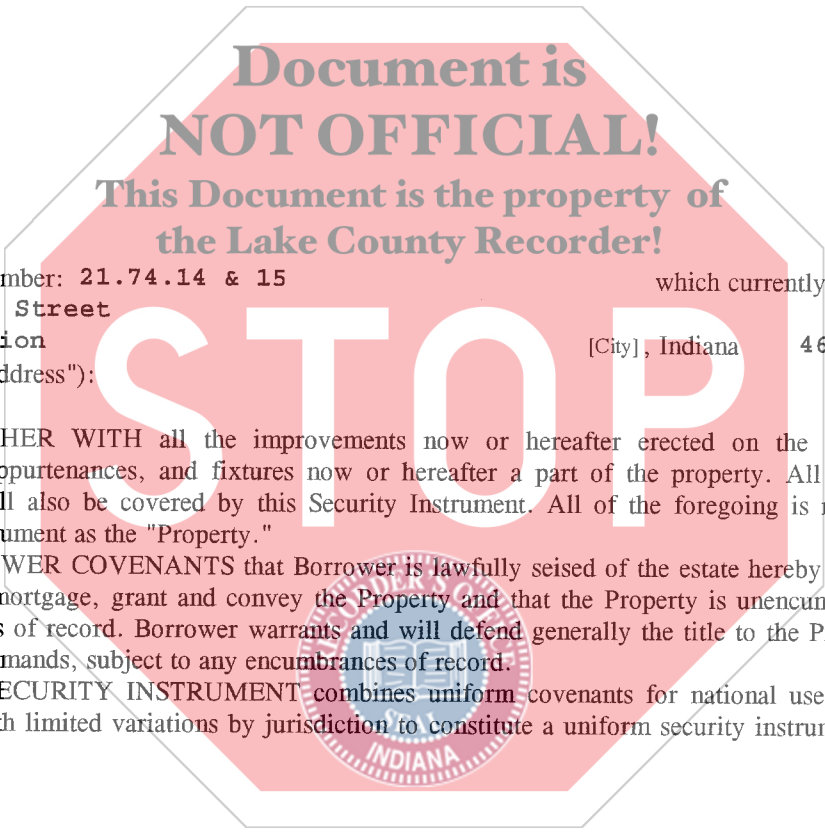 Document is
NOT OFFICIAL!
This Document is the property of
the Lake County Recorder!
mber: 21.74.14 & 15 which currently
Street
ion [City], Indiana 46
ddress"):
STOP
HER WITH all the improvements now or hereafter erected on the
ppurtenances, and fixtures now or hereafter a part of the property. All
ll also be covered by this Security Instrument. All of the foregoing is r
ument as the "Property."
WER COVENANTS that Borrower is lawfully seised of the estate hereby
mortgage, grant and convey the Property and that the Property is unencum
s of record. Borrower warrants and will defend generally the title to the P
mands, subject to any encumbrances of record.
ECURITY INSTRUMENT combines uniform covenants for national use
th limited variations by jurisdiction to constitute a uniform security instrum
RECORDER'S OFFICE
INDIANA